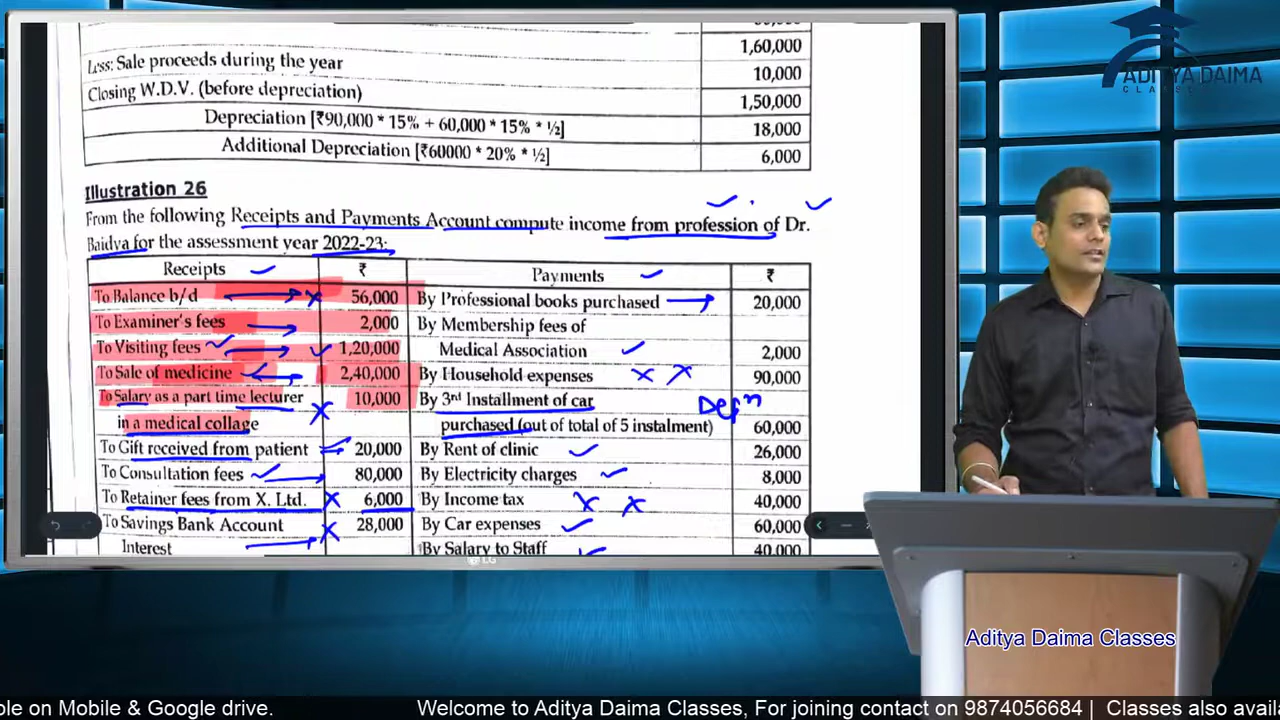 1,60,000
Less: Sale proceeds during the year 10,000
Closing W.D.V. (before depreciation) 1,50,000
Depreciation [₹90,000 * 15% + 60,000 * 15% * ½] 18,000
Additional Depreciation [₹60000 * 20% * ½] 6,000
Illustration 26
From the following Receipts and Payments Account compute income from profession of Dr.
Baidya for the assessment year 2022-23:
Receipts ₹ Payments ₹
To Balance b/d 56,000 By Professional books purchased 20,000
To Examiner's fees 2,000 By Membership fees of
To Visiting fees 1,20,000 Medical Association 2,000
To Sale of medicine 2,40,000 By Household expenses 90,000
To Salary as a part time lecturer 10,000 By 3rd Installment of car
Depn
in a medical collage purchased (out of total of 5 instalment) 60,000
To Gift received from patient 20,000 By Rent of clinic 26,000
To Consultation fees 80,000 By Electricity charges 8,000
To Retainer fees from X. Ltd. 6,000 By Income tax 40,000
To Savings Bank Account 28,000 By Car expenses 60,000
Interest By Salary to Staff 40,000
LG
ADITYA DAIMA
Aditya Daima Classes
ble on Mobile & Google drive. Welcome to Aditya Daima Classes, For joining contact on 9874056684 | Classes also avai